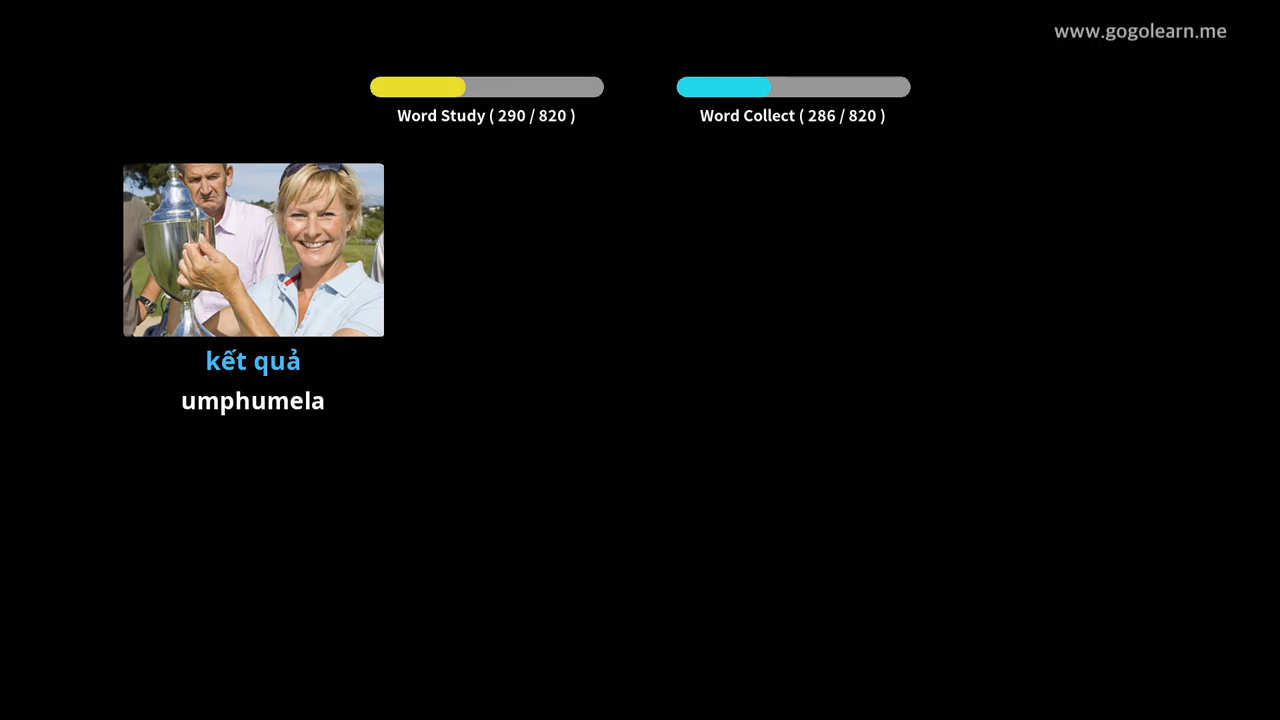 www.gogolearn.me
Word Study ( 290 / 820 )
Word Collect ( 286 / 820 )
kết quả
umphumela